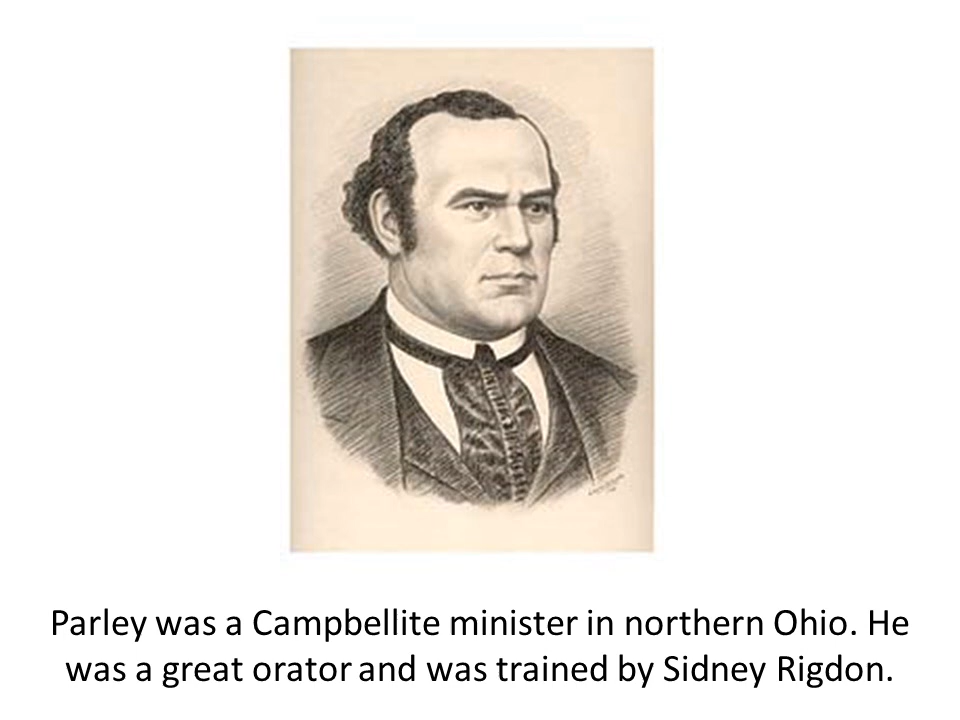 Parley was a Campbellite minister in northern Ohio. He
was a great orator and was trained by Sidney Rigdon.